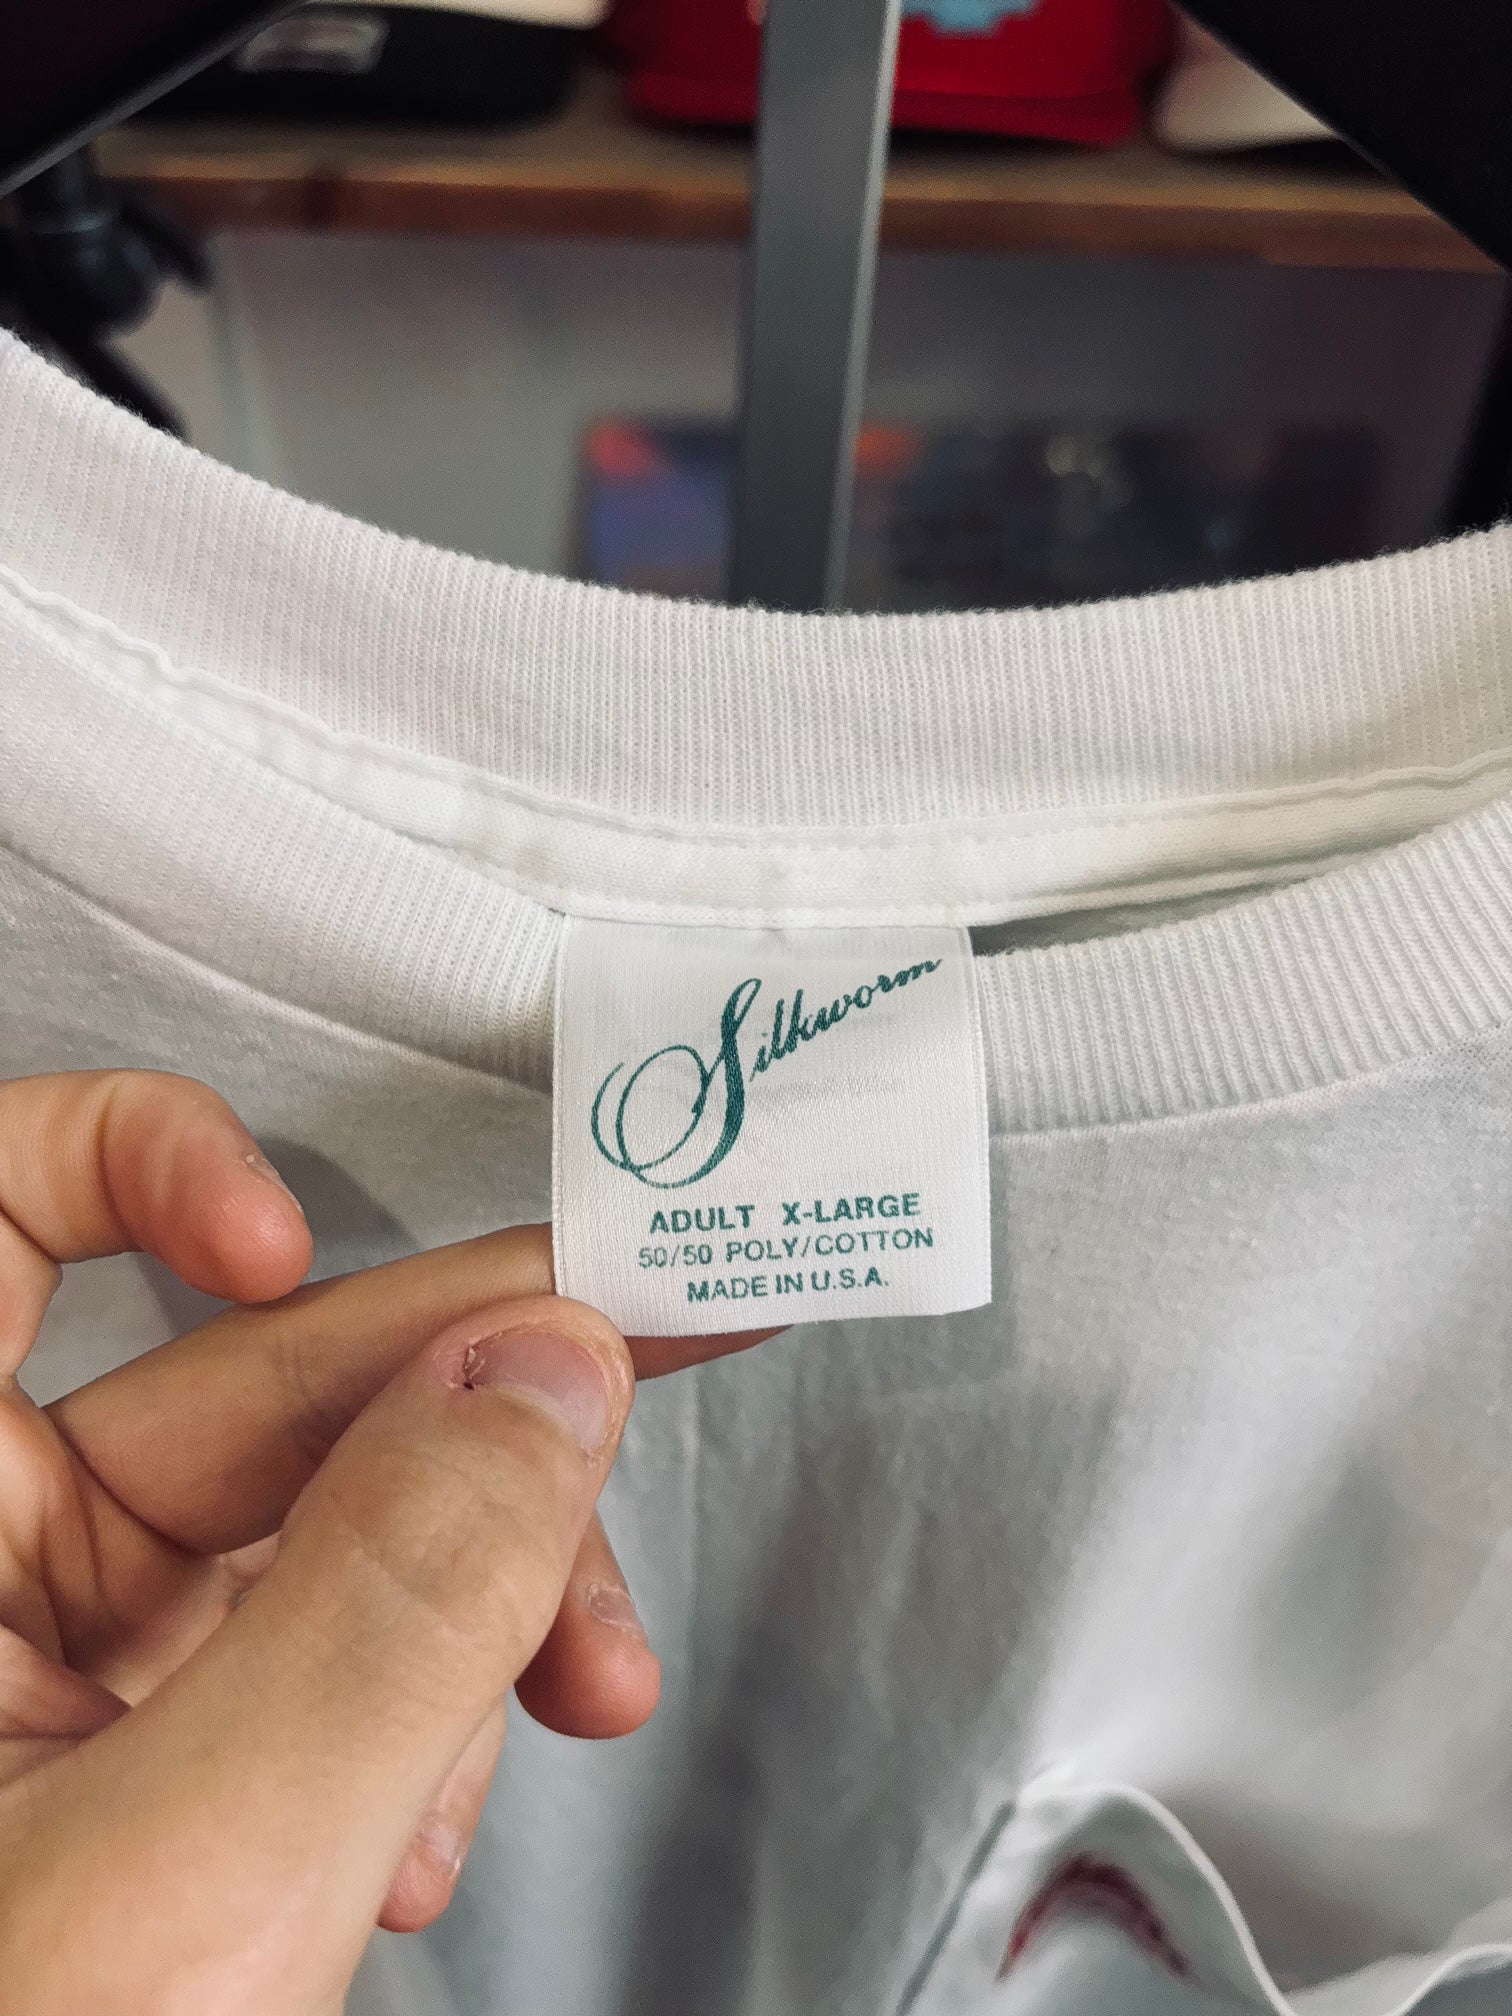 Silkworm
ADULT X-LARGE
50/50 POLY/COTTON
MADE IN U.S.A.